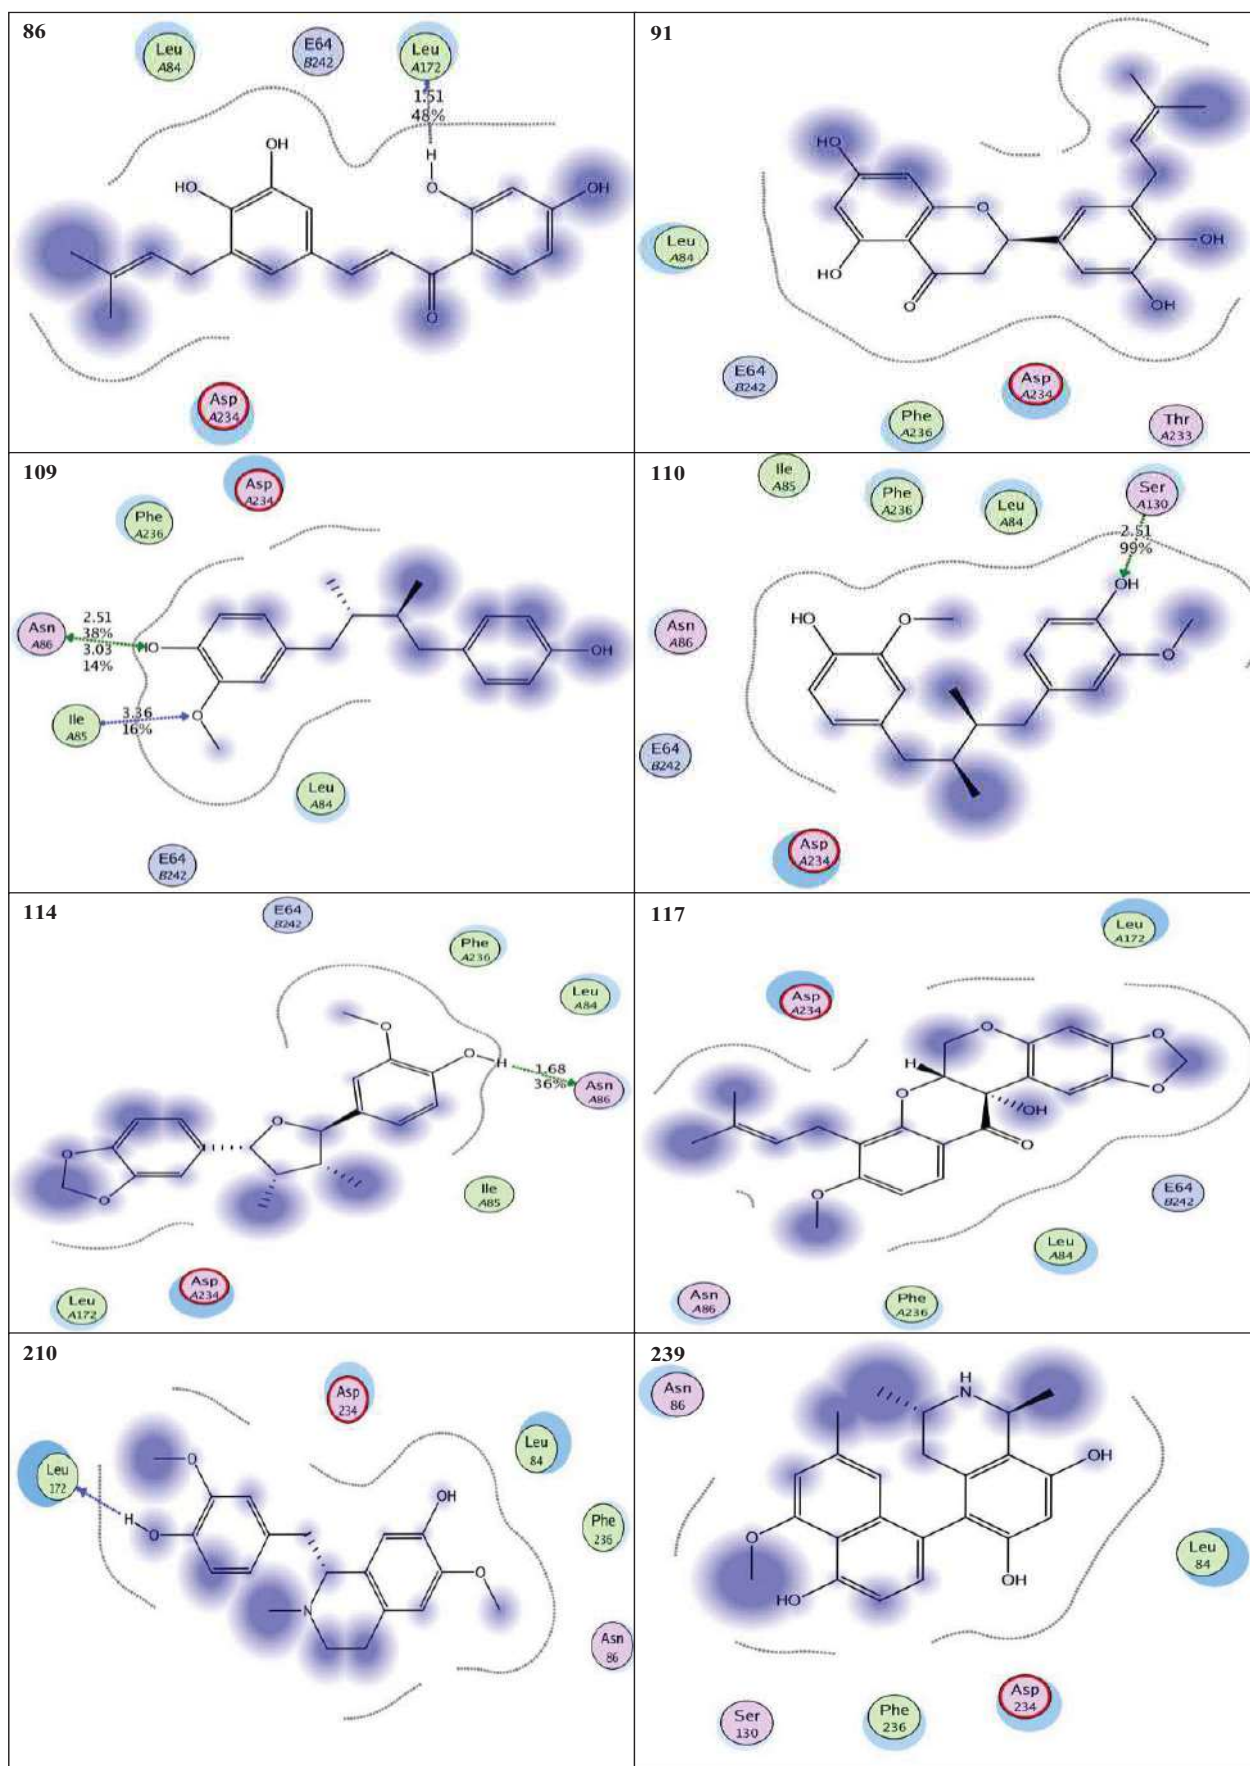 86
Leu
A84
E64
B242
Leu
A172
1.51
48%
H
O
OH
HO
OH
O
Asp
A234
91
HO
O
HO
O
OH
OH
Leu
A84
E64
B242
Phe
A236
Asp
A234
Thr
A233
109
Asp
A234
Phe
A236
Asn
A86
2.51
38%
3.03
14%
HO
OH
O
Ile
A85
3.36
16%
Leu
A84
E64
B242
110
Ile
A85
Phe
A236
Leu
A84
Ser
A130
2.51
99%
OH
Asn
A86
HO
O
O
E64
B242
Asp
A234
114
E64
B242
Phe
A236
Leu
A84
O
O
H
1.68
36%
Asn
A86
O
O
O
Ile
A85
Leu
A172
Asp
A234
117
Leu
A172
Asp
A234
O
O
H
O
O
OH
O
O
E64
B242
Leu
A84
Asn
A86
Phe
A236
210
Asp
234
Leu
84
Leu
172
O
H
O
OH
Phe
236
O
N
Asn
86
239
Asn
86
H
N
OH
O
Leu
84
HO
OH
Ser
130
Phe
236
Asp
234